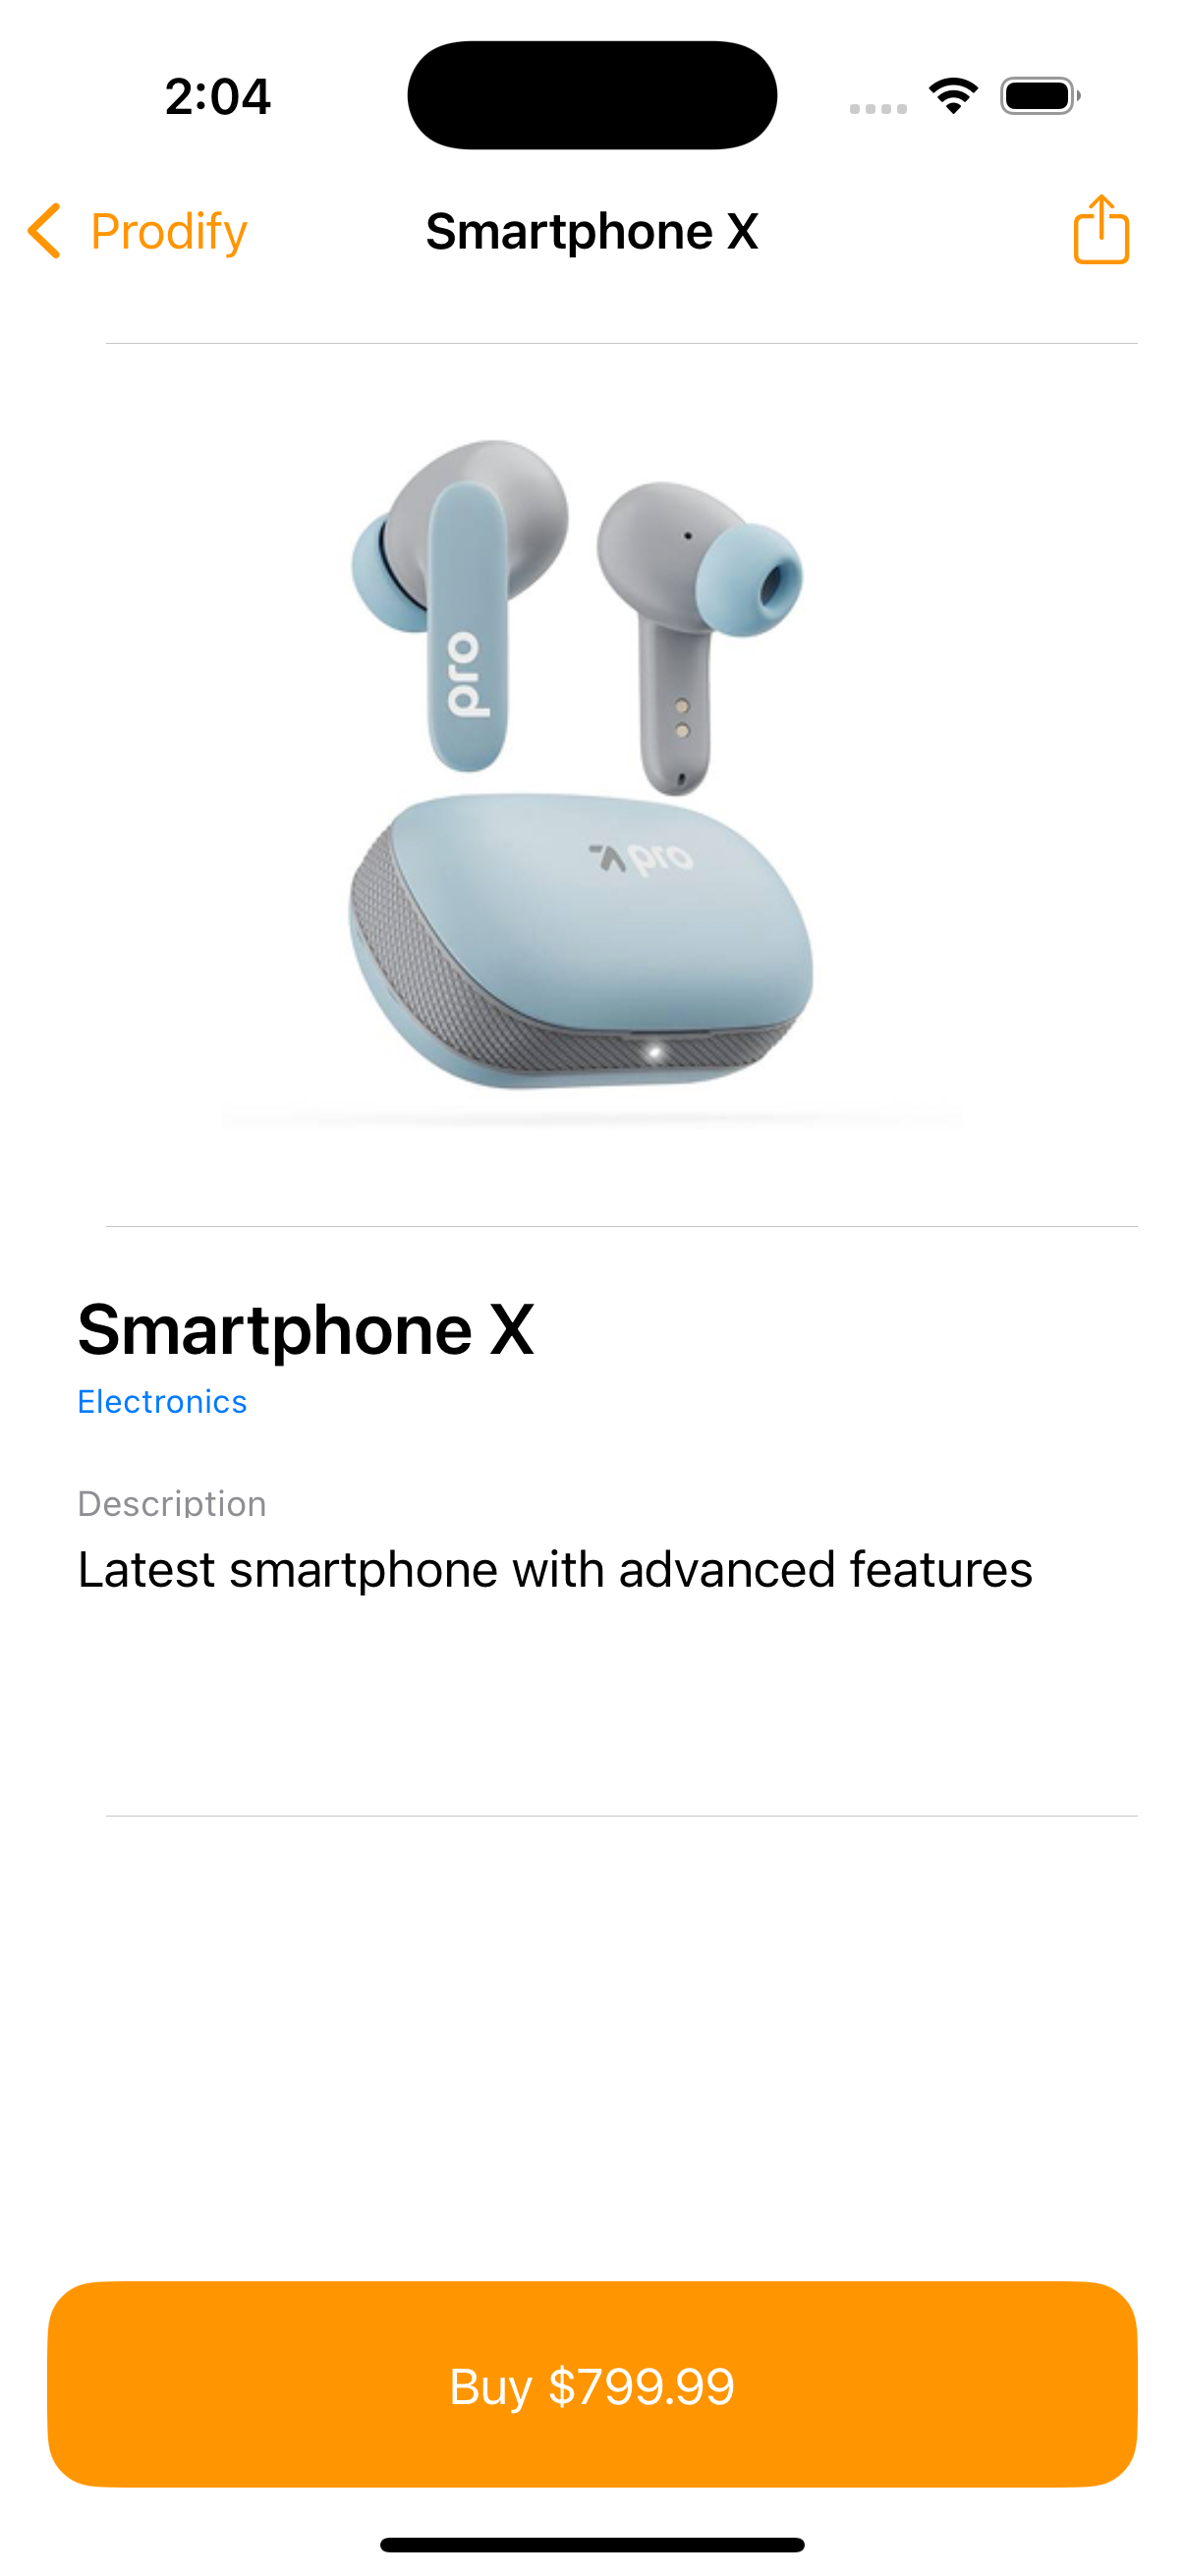 2:04
Prodify
Smartphone X
pro
pro
Smartphone X
Electronics
Description
Latest smartphone with advanced features
Buy $799.99